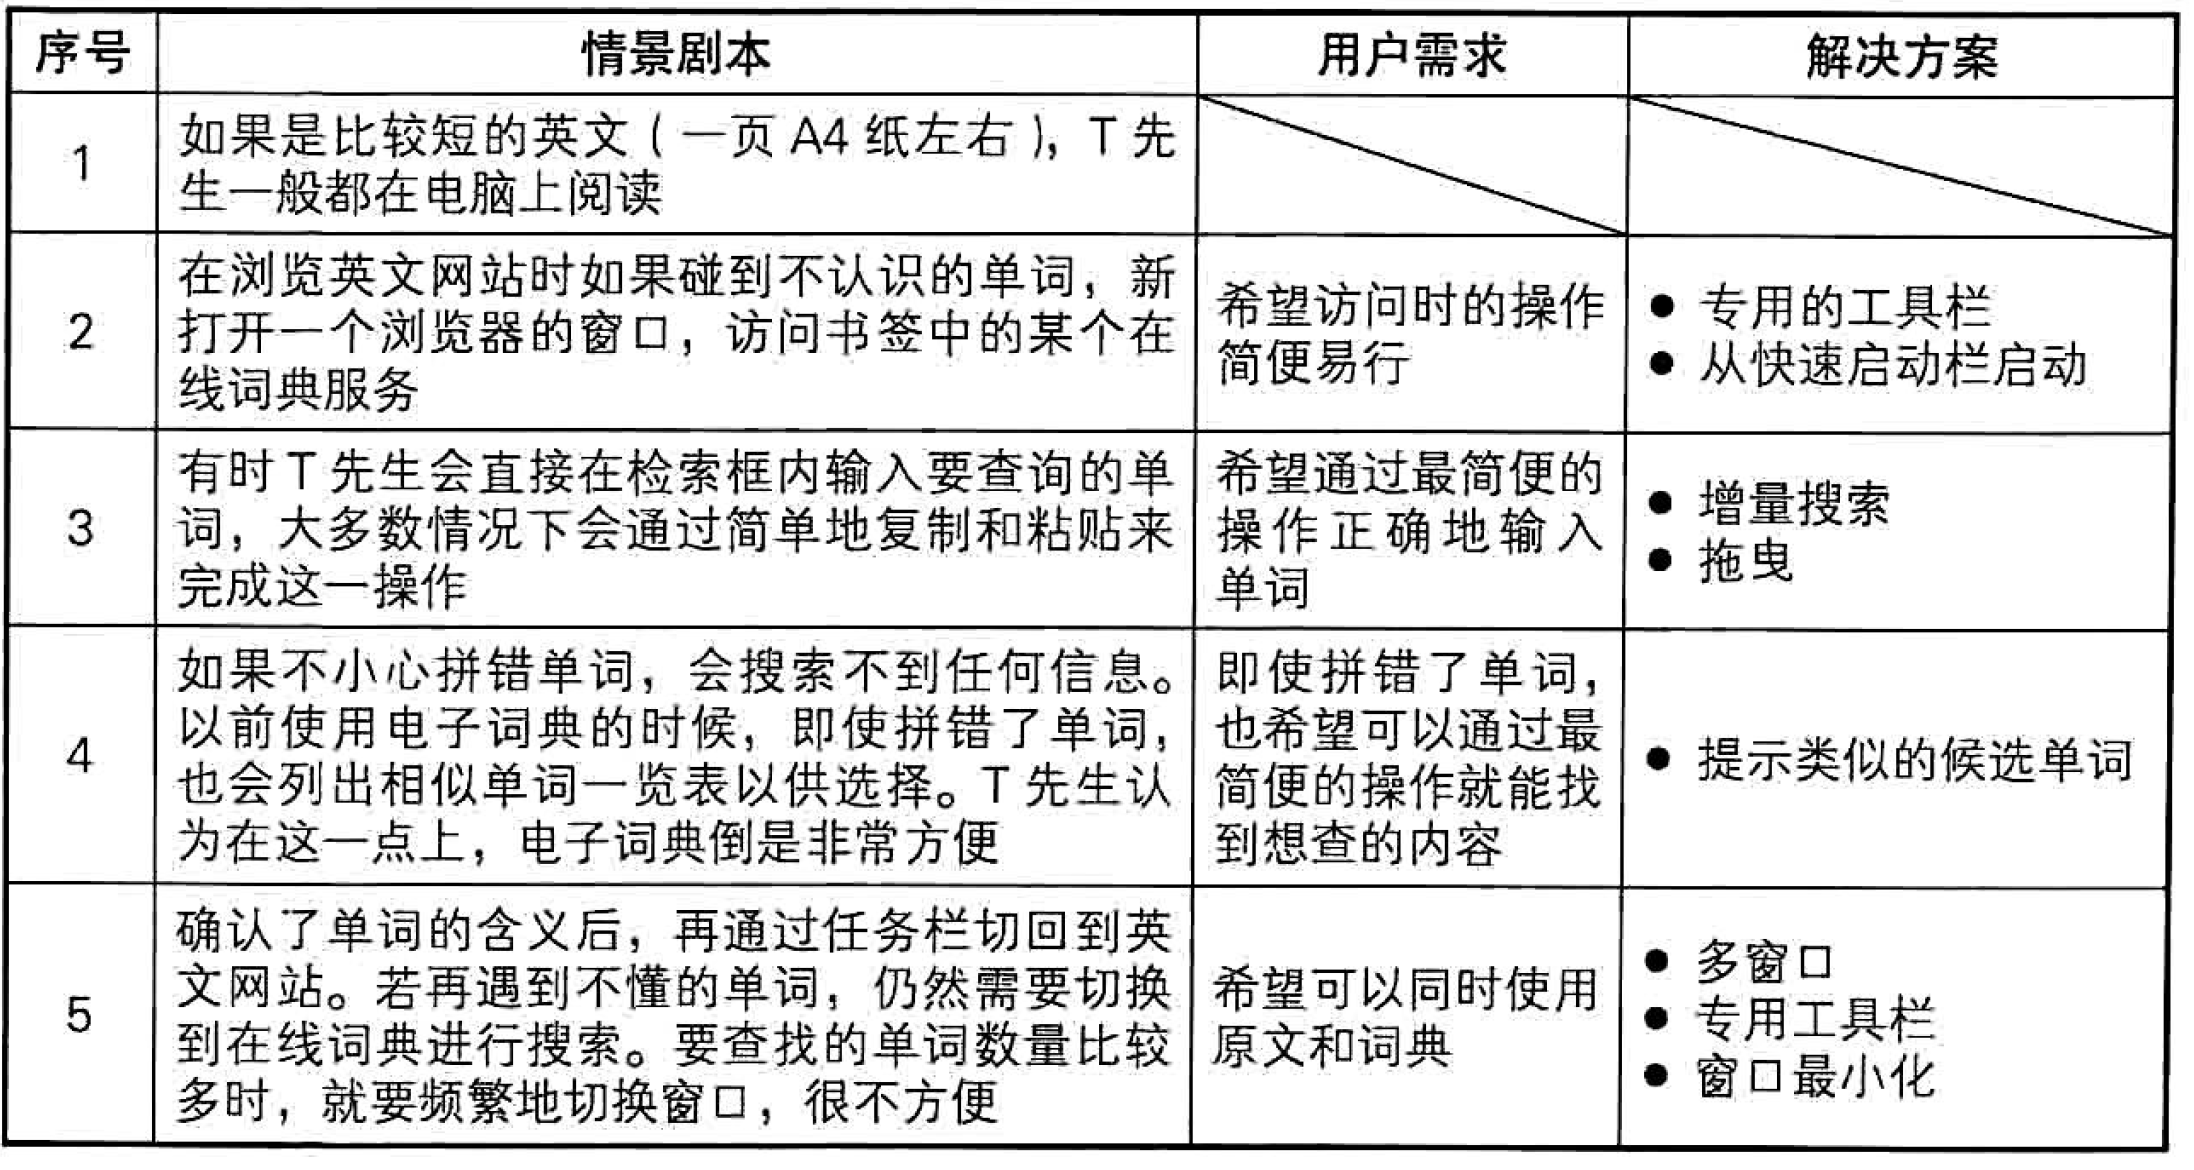 序号 情景剧本 用户需求 解决方案
1
如果是比较短的英文（一页 A4 纸左右），T 先
生一般都在电脑上阅读
2
在浏览英文网站时如果碰到不认识的单词，新
打开一个浏览器的窗口，访问书签中的某个在
线词典服务
希望访问时的操作
简便易行
● 专用的工具栏
● 从快速启动栏启动
3
有时 T 先生会直接在检索框内输入要查询的单
词，大多数情况下会通过简单地复制和粘贴来
完成这一操作
希望通过最简便的
操作正确地输入
单词
● 增量搜索
● 拖曳
4
如果不小心拼错单词，会搜索不到任何信息。
以前使用电子词典的时候，即使拼错了单词，
也会列出相似单词一览表以供选择。T 先生认
为在这一点上，电子词典倒是非常方便
即使拼错了单词，
也希望可以通过最
简便的操作就能找
到想查的内容
● 提示类似的候选单词
5
确认了单词的含义后，再通过任务栏切回到英
文网站。若再遇到不懂的单词，仍然需要切换
到在线词典进行搜索。要查找的单词数量比较
多时，就要频繁地切换窗口，很不方便
希望可以同时使用
原文和词典
● 多窗口
● 专用工具栏
● 窗口最小化